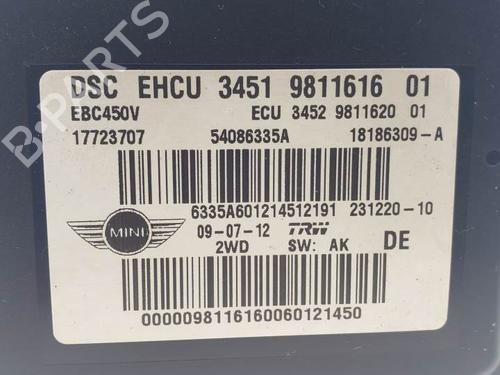 DSC EHCU 3451 9811616 01
EBC450V ECU 3452 9811620 01
17723707 54086335A 18186309-A
6335A601214512191 231220-10
MINI 09-07-12 TRW DE
2WD SW: AK
0000098116160060121450
B-PARTS